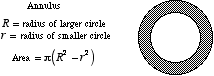 Annulus
R = radius of larger circle
r = radius of smaller circle
Area = π(R² − r²)